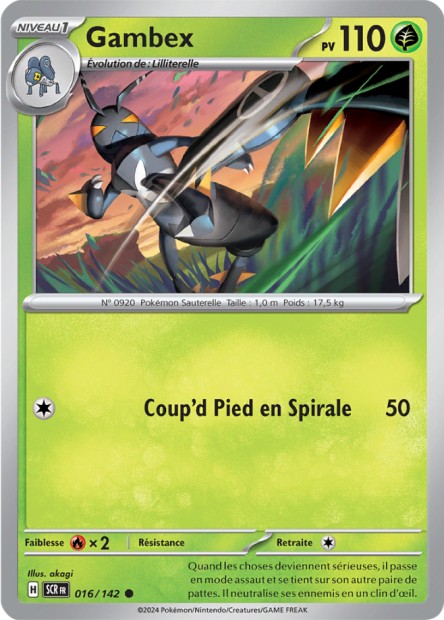 NIVEAU 1
Gambex
PV 110
Évolution de : Lilliterelle
N° 0920 Pokémon Sauterelle Taille : 1,0 m Poids : 17,5 kg
Coup'd Pied en Spirale 50
Faiblesse ×2 Résistance Retraite
Illus. akagi
H SCR FR 016/142
Quand les choses deviennent sérieuses, il passe
en mode assaut et se tient sur son autre paire de
pattes. Il neutralise ses ennemis en un clin d'œil.
©2024 Pokémon/Nintendo/Creatures/GAME FREAK